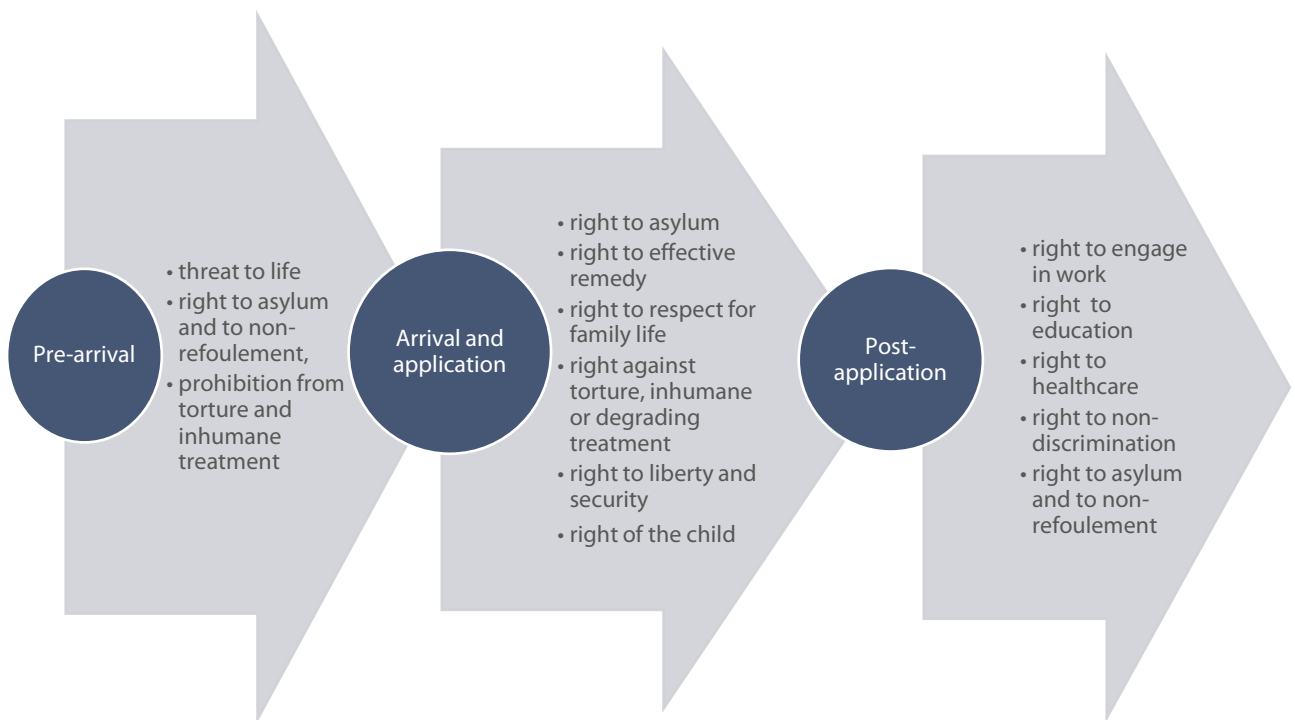 Pre-arrival
• threat to life
• right to asylum
and to non-
refoulement,
• prohibition from
torture and
inhumane
treatment
Arrival and
application
• right to asylum
• right to effective
remedy
• right to respect for
family life
• right against
torture, inhumane
or degrading
treatment
• right to liberty and
security
• right of the child
Post-
application
• right to engage
in work
• right to
education
• right to
healthcare
• right to non-
discrimination
• right to asylum
and to non-
refoulement